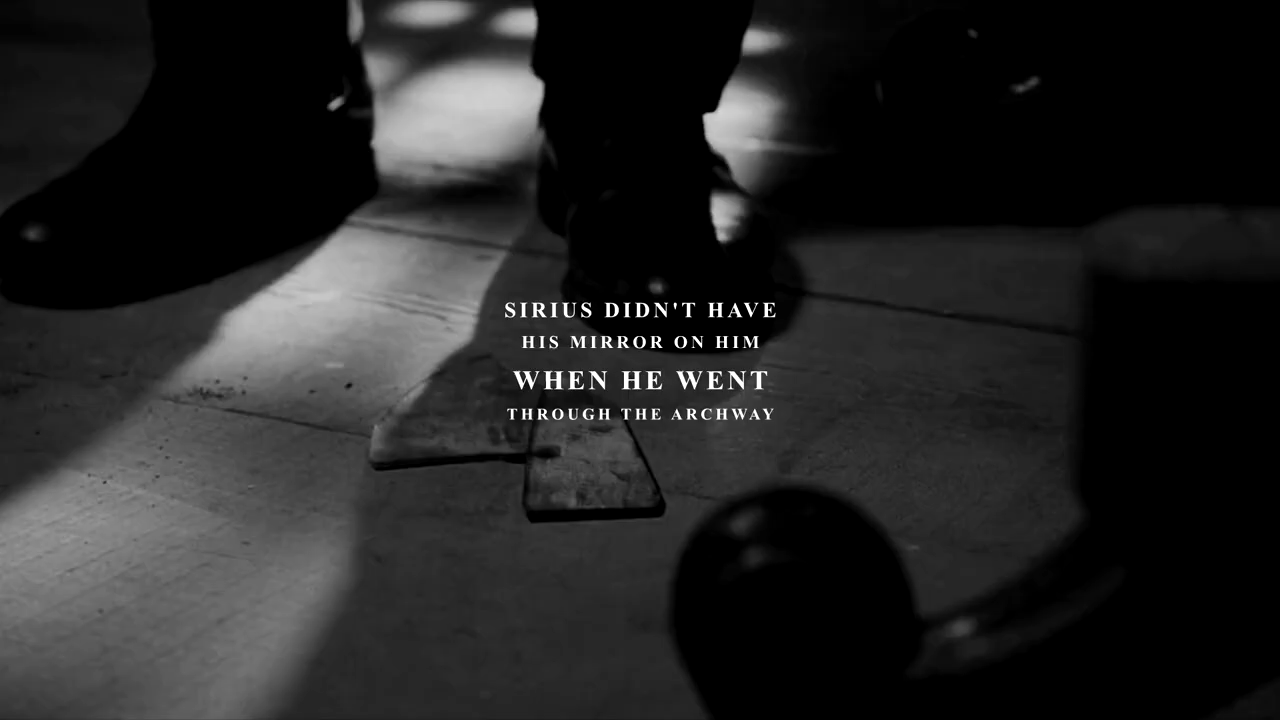 SIRIUS DIDN'T HAVE
HIS MIRROR ON HIM
WHEN HE WENT
THROUGH THE ARCHWAY